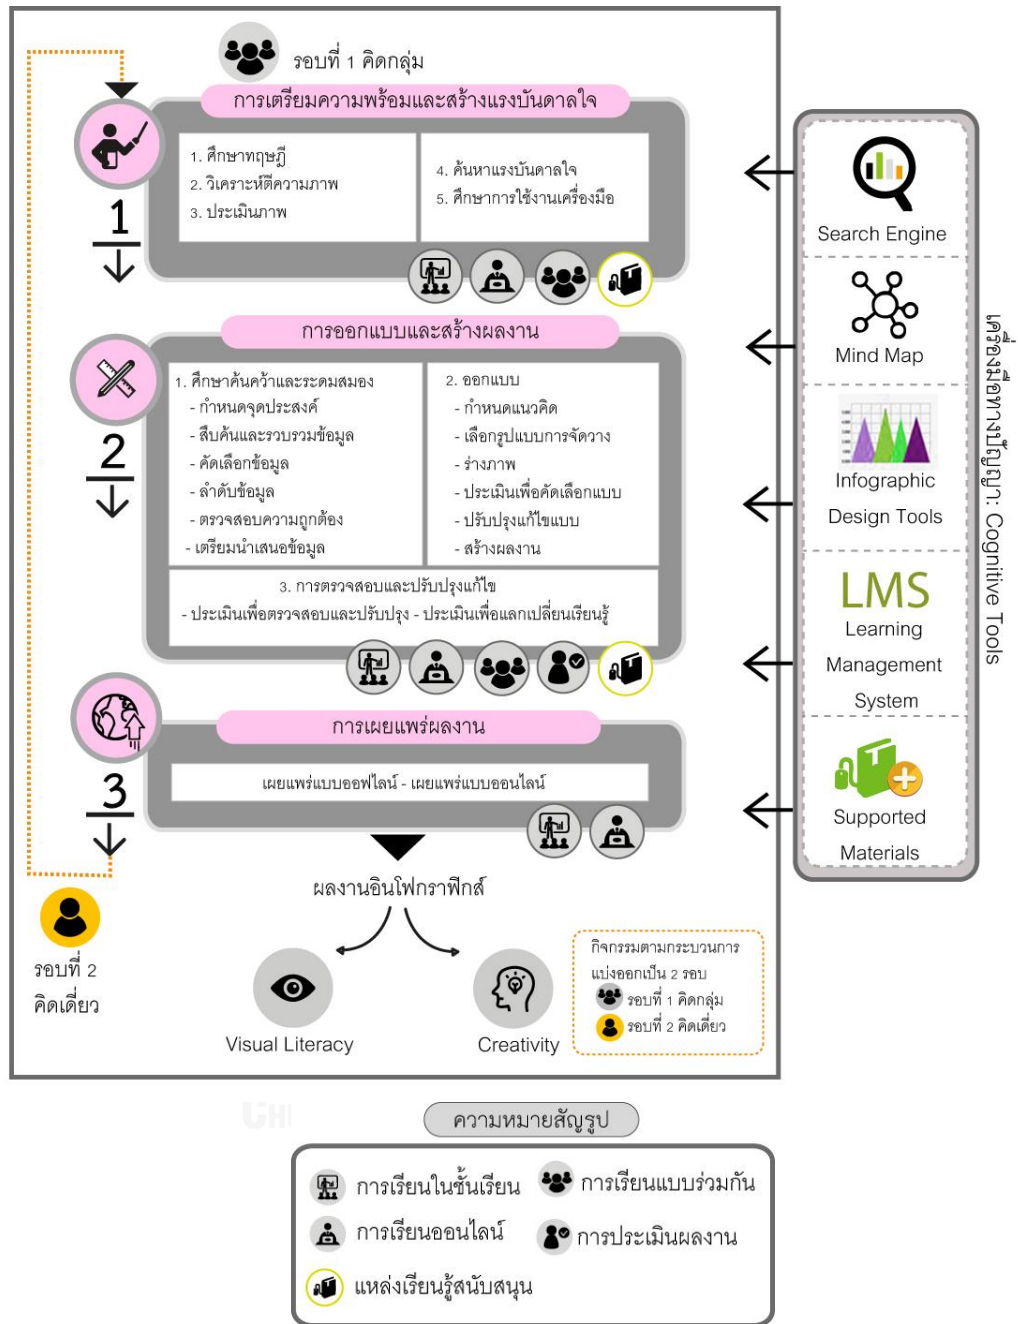 รอบที่ 1 คิดกลุ่ม
การเตรียมความพร้อมและสร้างแรงบันดาลใจ
1
1. ศึกษาทฤษฎี
2. วิเคราะห์ตีความภาพ
3. ประเมินภาพ
4. ค้นหาแรงบันดาลใจ
5. ศึกษาการใช้งานเครื่องมือ
การออกแบบและสร้างผลงาน
2
1. ศึกษาค้นคว้าและระดมสมอง
- กำหนดจุดประสงค์
- สืบค้นและรวบรวมข้อมูล
- คัดเลือกข้อมูล
- ลำดับข้อมูล
- ตรวจสอบความถูกต้อง
- เตรียมนำเสนอข้อมูล
2. ออกแบบ
- กำหนดแนวคิด
- เลือกรูปแบบการจัดวาง
- ร่างภาพ
- ประเมินเพื่อคัดเลือกแบบ
- ปรับปรุงแก้ไขแบบ
- สร้างผลงาน
3. การตรวจสอบและปรับปรุงแก้ไข
- ประเมินเพื่อตรวจสอบและปรับปรุง - ประเมินเพื่อแลกเปลี่ยนเรียนรู้
การเผยแพร่ผลงาน
3
เผยแพร่แบบออฟไลน์ - เผยแพร่แบบออนไลน์
ผลงานอินโฟกราฟิกส์
รอบที่ 2
คิดเดี่ยว
Visual Literacy
Creativity
กิจกรรมตามกระบวนการ
แบ่งออกเป็น 2 รอบ
รอบที่ 1 คิดกลุ่ม
รอบที่ 2 คิดเดี่ยว
Search Engine
Mind Map
Infographic
Design Tools
LMS
Learning
Management
System
Supported
Materials
เครื่องมือทางปัญญา: Cognitive Tools
ความหมายสัญรูป
การเรียนในชั้นเรียน
การเรียนแบบร่วมกัน
การเรียนออนไลน์
การประเมินผลงาน
แหล่งเรียนรู้สนับสนุน